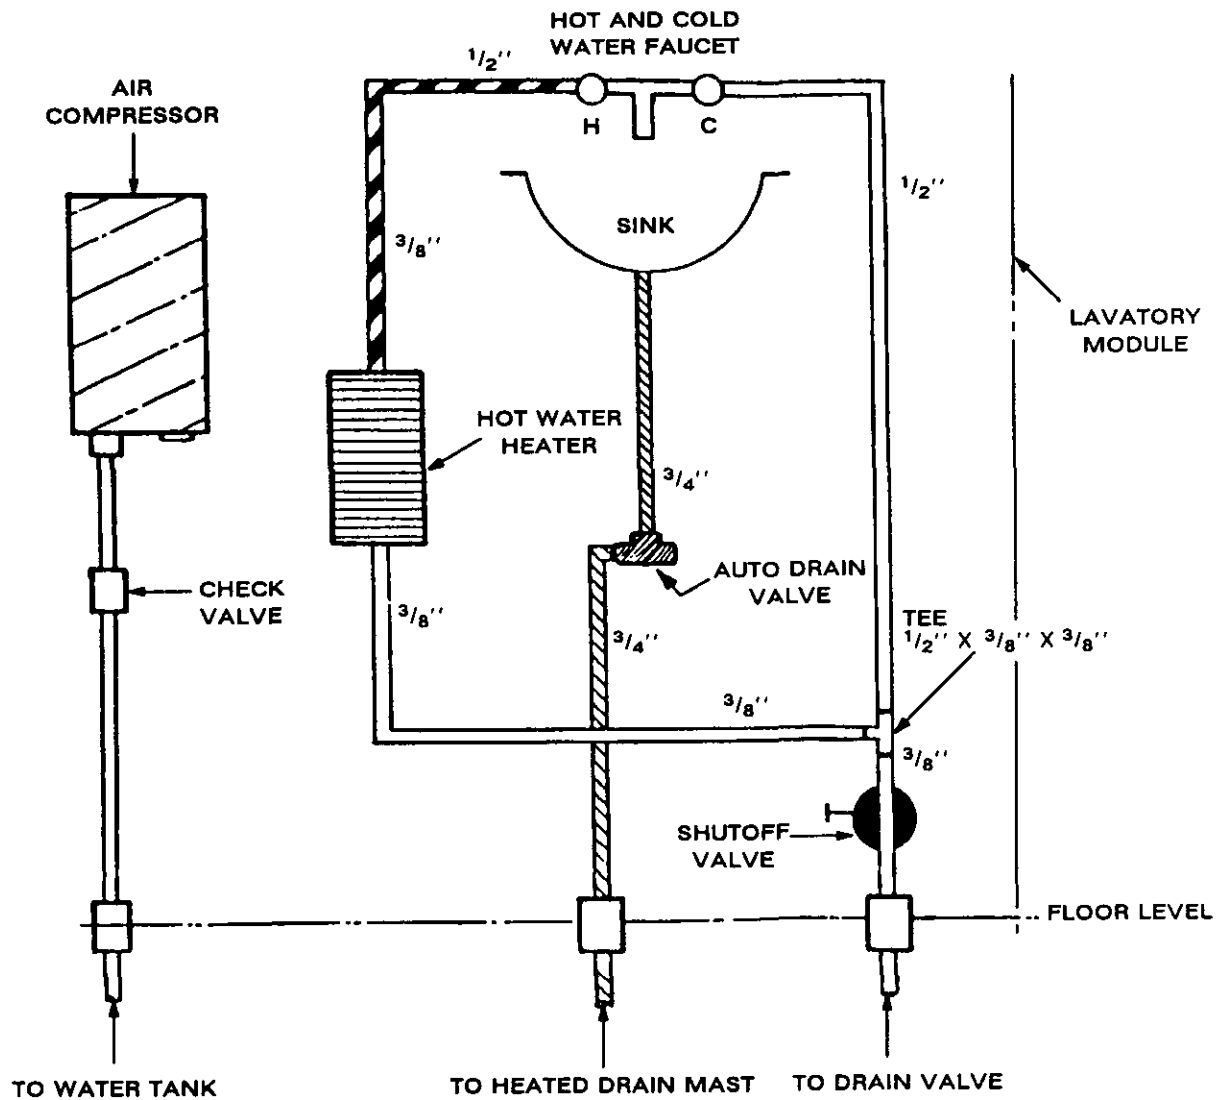 HOT AND COLD
WATER FAUCET
1/2''
AIR
COMPRESSOR
H
C
1/2''
SINK
3/8''
LAVATORY
MODULE
HOT WATER
HEATER
3/4''
AUTO DRAIN
VALVE
CHECK
VALVE
3/8''
3/4''
TEE
1/2'' X 3/8'' X 3/8''
3/8''
3/8''
SHUTOFF
VALVE
FLOOR LEVEL
TO WATER TANK
TO HEATED DRAIN MAST
TO DRAIN VALVE